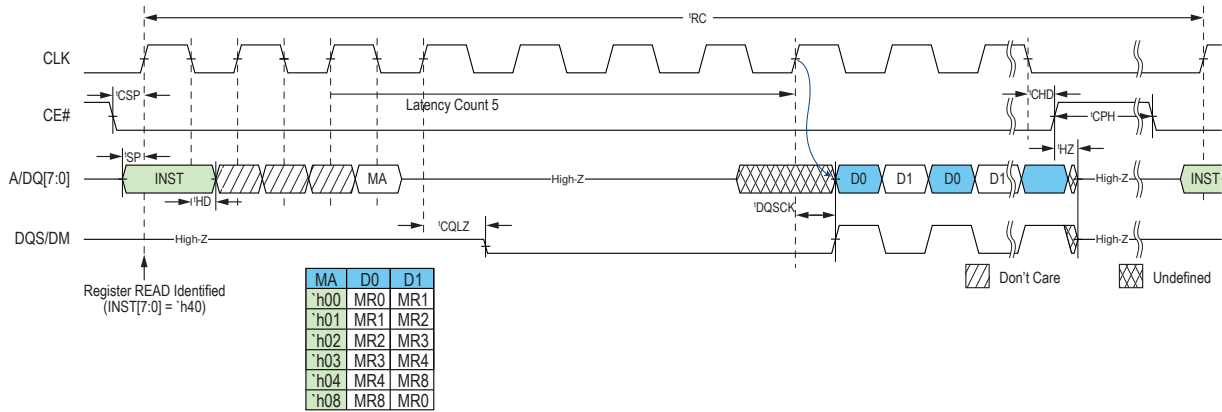 tRC
CLK
tCSP
Latency Count 5
tCHD
CE#
tCPH
tSP
tHZ
A/DQ[7:0]
INST
MA
High-Z
D0
D1
D0
D1
High-Z
INST
tHD
tDQSCK
tCQLZ
DQS/DM
High-Z
High-Z
Register READ Identified
(INST[7:0] = `h40)
Don't Care
Undefined
MA D0 D1
`h00 MR0 MR1
`h01 MR1 MR2
`h02 MR2 MR3
`h03 MR3 MR4
`h04 MR4 MR8
`h08 MR8 MR0